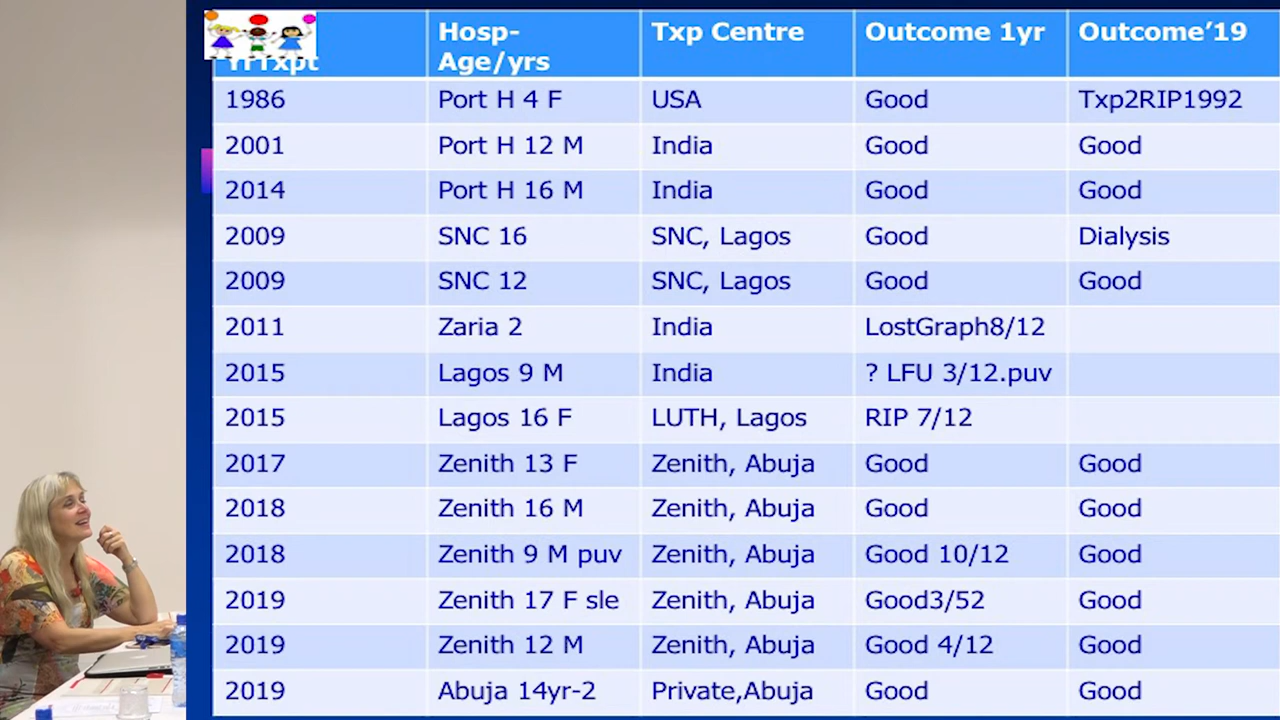 YrTxpt Hosp-Age/yrs Txp Centre Outcome 1yr Outcome'19
1986 Port H 4 F USA Good Txp2RIP1992
2001 Port H 12 M India Good Good
2014 Port H 16 M India Good Good
2009 SNC 16 SNC, Lagos Good Dialysis
2009 SNC 12 SNC, Lagos Good Good
2011 Zaria 2 India LostGraph8/12
2015 Lagos 9 M India ? LFU 3/12.puv
2015 Lagos 16 F LUTH, Lagos RIP 7/12
2017 Zenith 13 F Zenith, Abuja Good Good
2018 Zenith 16 M Zenith, Abuja Good Good
2018 Zenith 9 M puv Zenith, Abuja Good 10/12 Good
2019 Zenith 17 F sle Zenith, Abuja Good3/52 Good
2019 Zenith 12 M Zenith, Abuja Good 4/12 Good
2019 Abuja 14yr-2 Private,Abuja Good Good